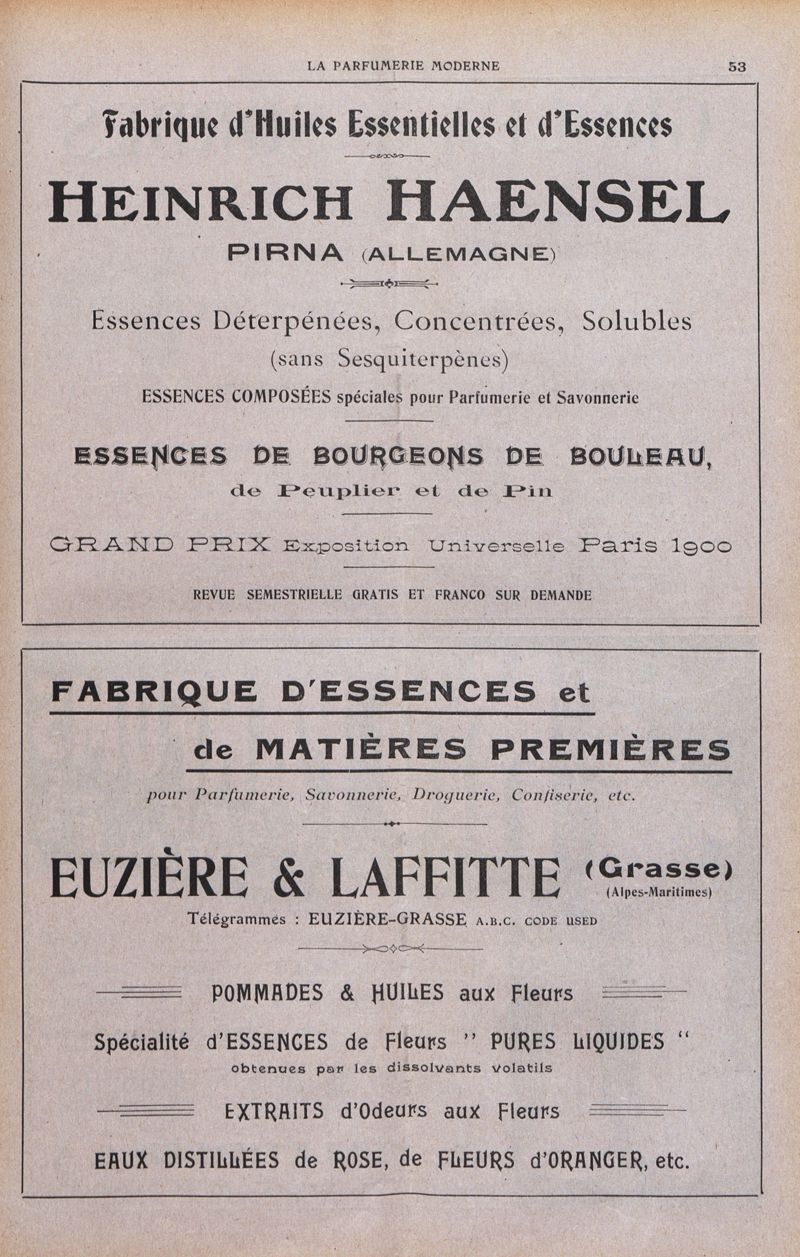 LA PARFUMERIE MODERNE 53
Fabrique d'Huiles Essentielles et d'Essences
HEINRICH HAENSEL
PIRNA (ALLEMAGNE)
Essences Déterpénées, Concentrées, Solubles
(sans Sesquiterpènes)
ESSENCES COMPOSÉES spéciales pour Parfumerie et Savonnerie
ESSENCES DE BOURGEONS DE BOULEAU,
de Peuplier et de Pin
GRAND PRIX Exposition Universelle Paris 1900
REVUE SEMESTRIELLE GRATIS ET FRANCO SUR DEMANDE
FABRIQUE D'ESSENCES et
de MATIÈRES PREMIÈRES
pour Parfumerie, Savonnerie, Droguerie, Confiserie, etc.
EUZIÈRE & LAFFITTE (Grasse)
(Alpes-Maritimes)
Télégrammes : EUZIÈRE-GRASSE A.B.C. CODE USED
POMMADES & HUILES aux Fleurs
Spécialité d'ESSENCES de Fleurs " PURES LIQUIDES "
obtenues par les dissolvants volatils
EXTRAITS d'Odeurs aux Fleurs
EAUX DISTILLÉES de ROSE, de FLEURS d'ORANGER, etc.